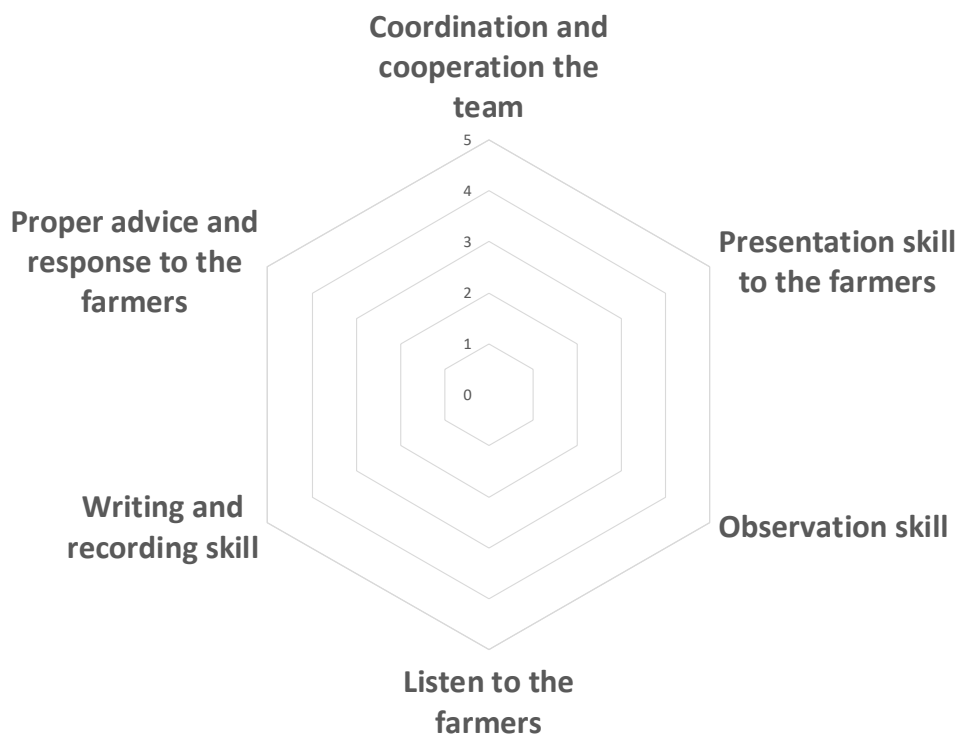 Coordination and
cooperation the
team
5
4
3
2
1
0
Proper advice and
response to the
farmers
Presentation skill
to the farmers
Writing and
recording skill
Observation skill
Listen to the
farmers